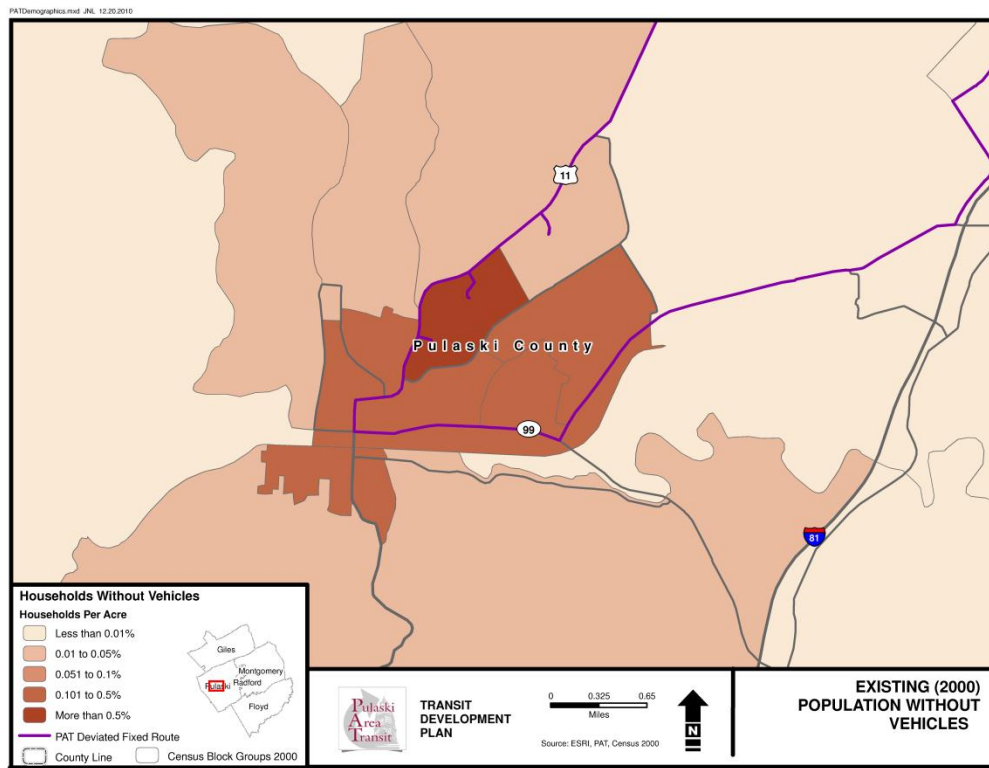 PATDemographics.mxd JNL 12.20.2010
11
Pulaski County
99
81
Households Without Vehicles
Households Per Acre
Less than 0.01%
0.01 to 0.05%
0.051 to 0.1%
0.101 to 0.5%
More than 0.5%
PAT Deviated Fixed Route
County Line
Census Block Groups 2000
Giles
Montgomery
Pulaski
Radford
Floyd
Pulaski
Area
Transit
TRANSIT
DEVELOPMENT
PLAN
0 0.325 0.65
Miles
Source: ESRI, PAT, Census 2000
N
EXISTING (2000)
POPULATION WITHOUT
VEHICLES